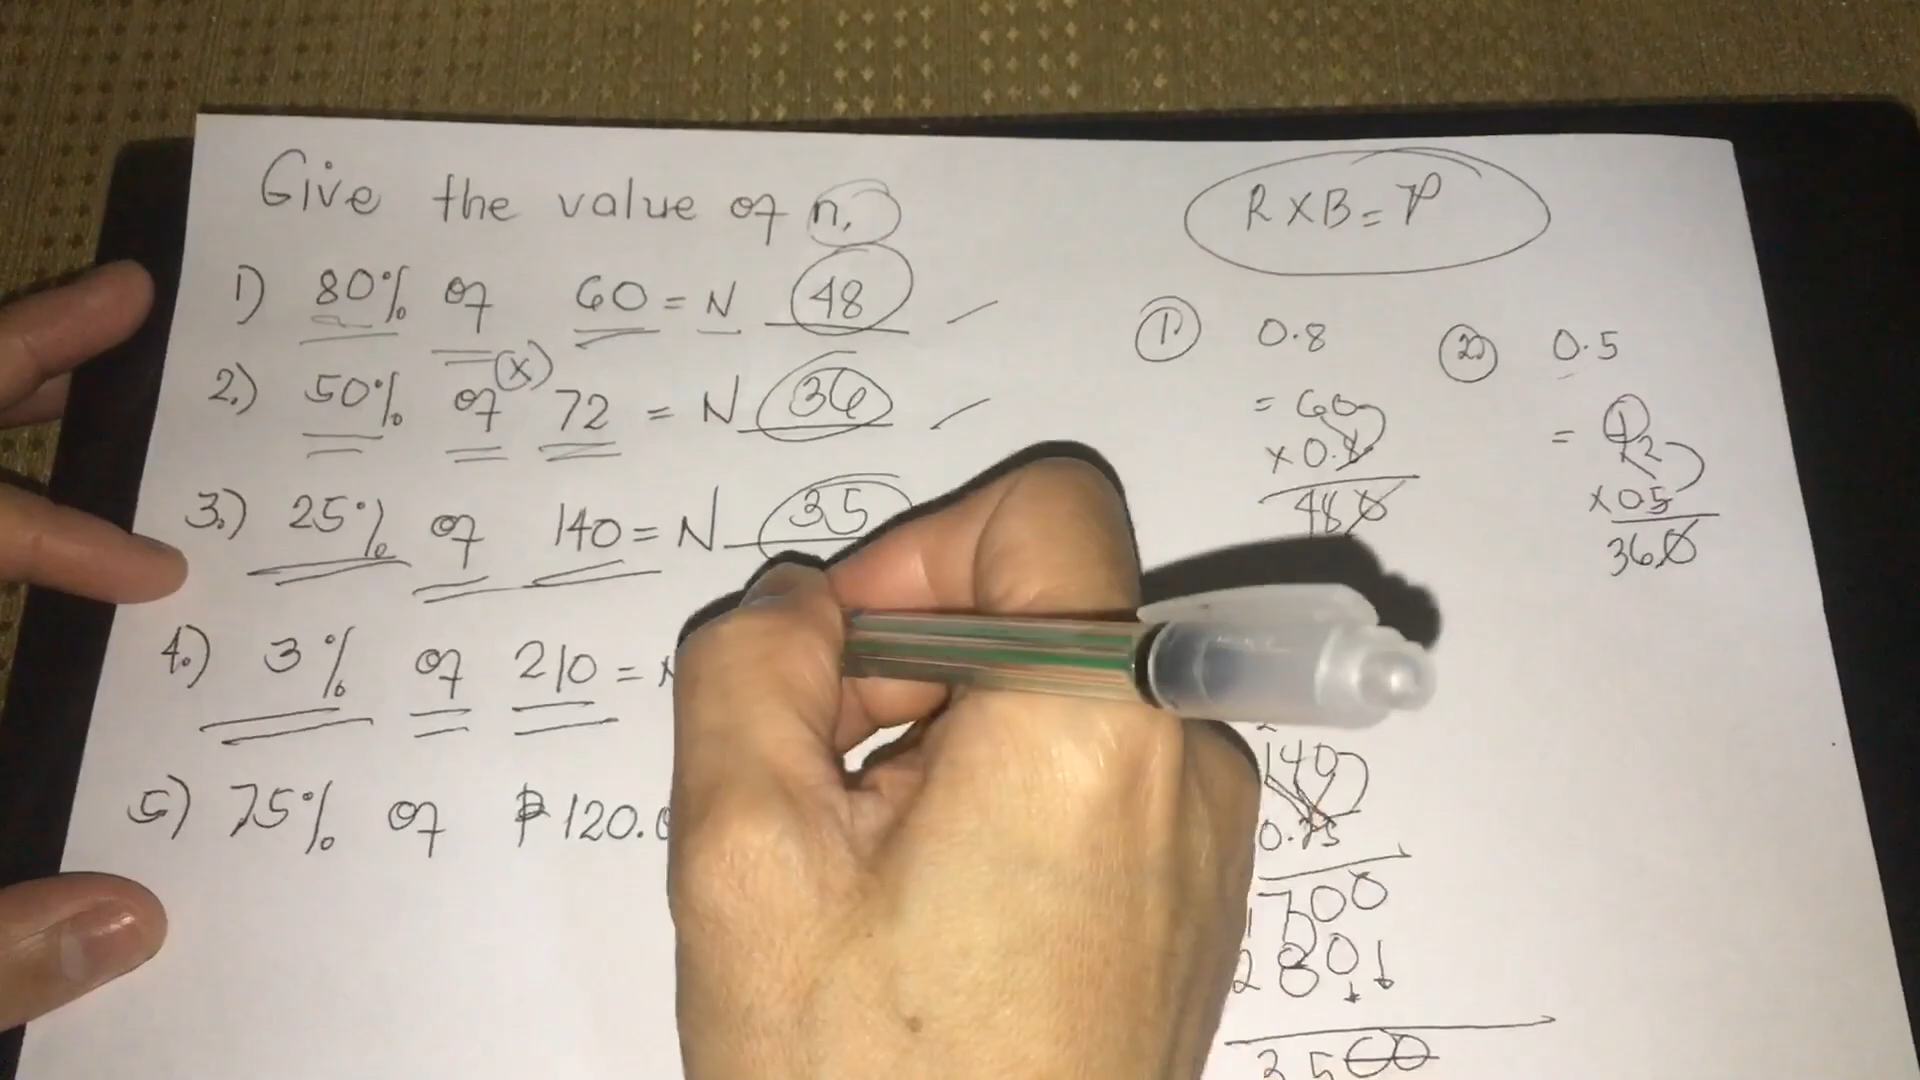 Give the value of n.
R X B = P
1) 80% of 60 = N 48
(x)
2.) 50% of 72 = N 36
3.) 25% of 140 = N 35
4.) 3% of 210 =
5) 75% of ₱120.
1. 0.8
= 60
x 0.8
480
2) 0.5
= 72
x 0.5
360
140
0.25
700
280
3500